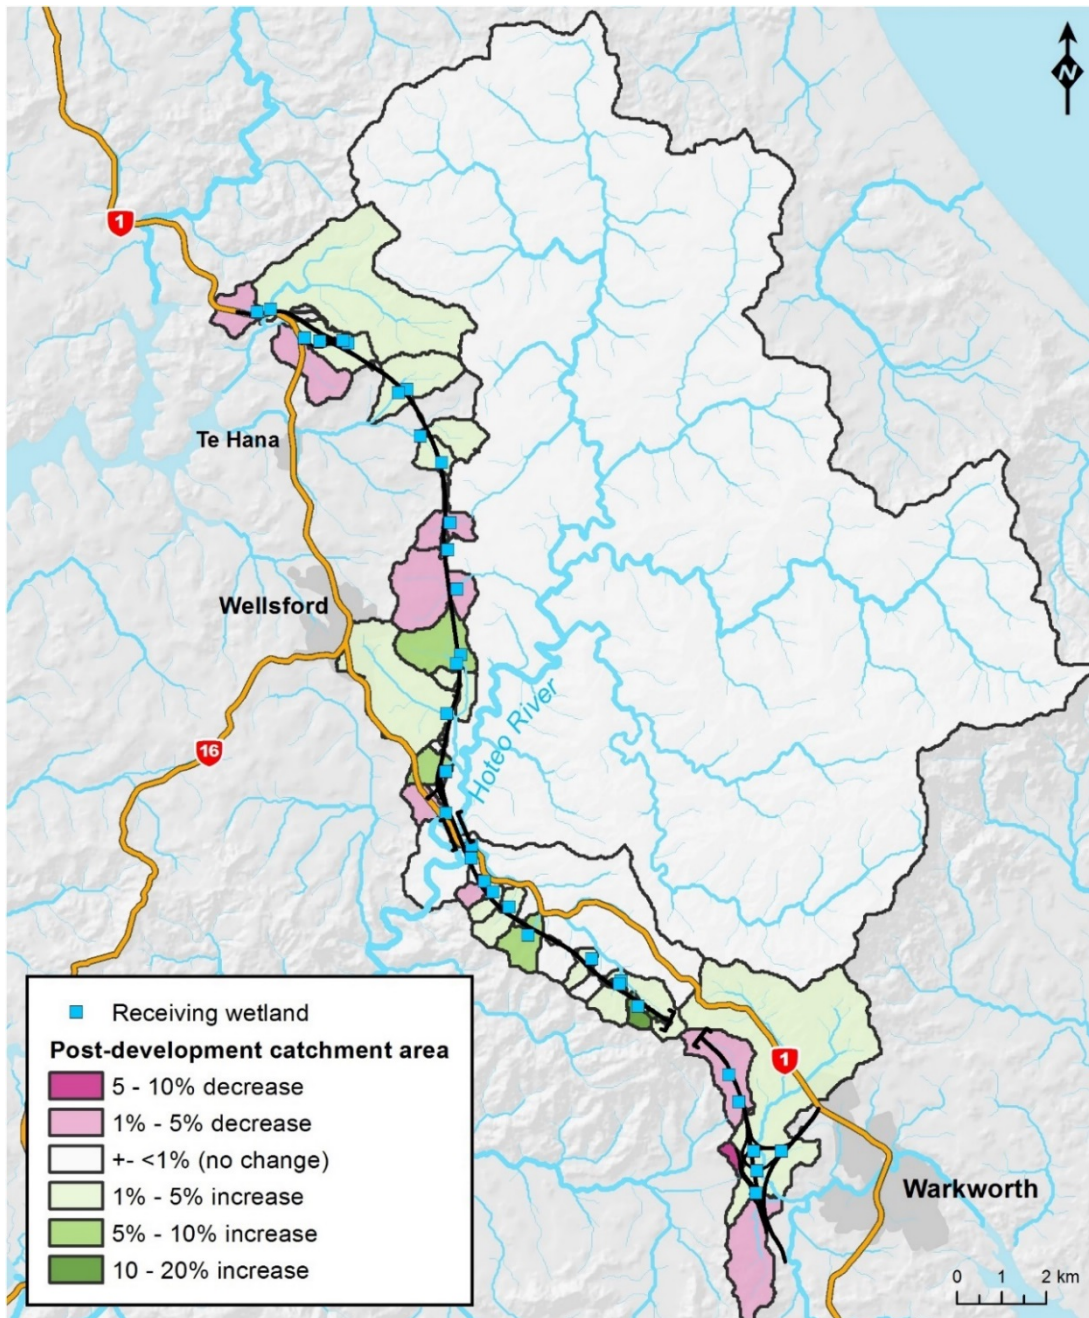 N
1
Te Hana
Wellsford
16
Hoteo River
1
Warkworth
Receiving wetland
Post-development catchment area
5 - 10% decrease
1% - 5% decrease
+- <1% (no change)
1% - 5% increase
5% - 10% increase
10 - 20% increase
0 1 2 km